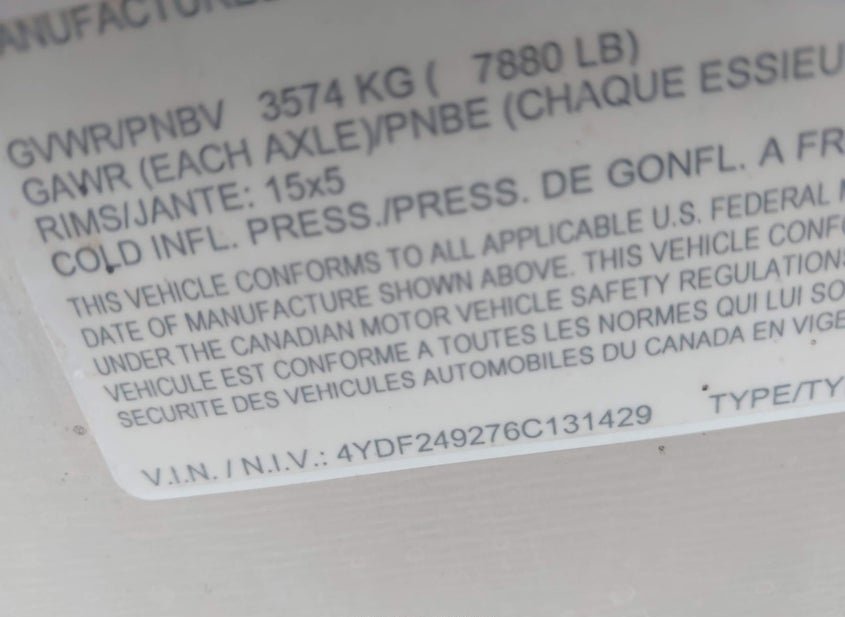 ANUFACTURE
GVWR/PNBV 3574 KG ( 7880 LB)
GAWR (EACH AXLE)/PNBE (CHAQUE ESSIEU
RIMS/JANTE: 15x5
COLD INFL. PRESS./PRESS. DE GONFL. A FR
THIS VEHICLE CONFORMS TO ALL APPLICABLE U.S. FEDERAL M
DATE OF MANUFACTURE SHOWN ABOVE. THIS VEHICLE CONFO
UNDER THE CANADIAN MOTOR VEHICLE SAFETY REGULATIONS
VEHICULE EST CONFORME A TOUTES LES NORMES QUI LUI SO
SECURITE DES VEHICULES AUTOMOBILES DU CANADA EN VIGE
V.I.N. / N.I.V.: 4YDF249276C131429 TYPE/TY